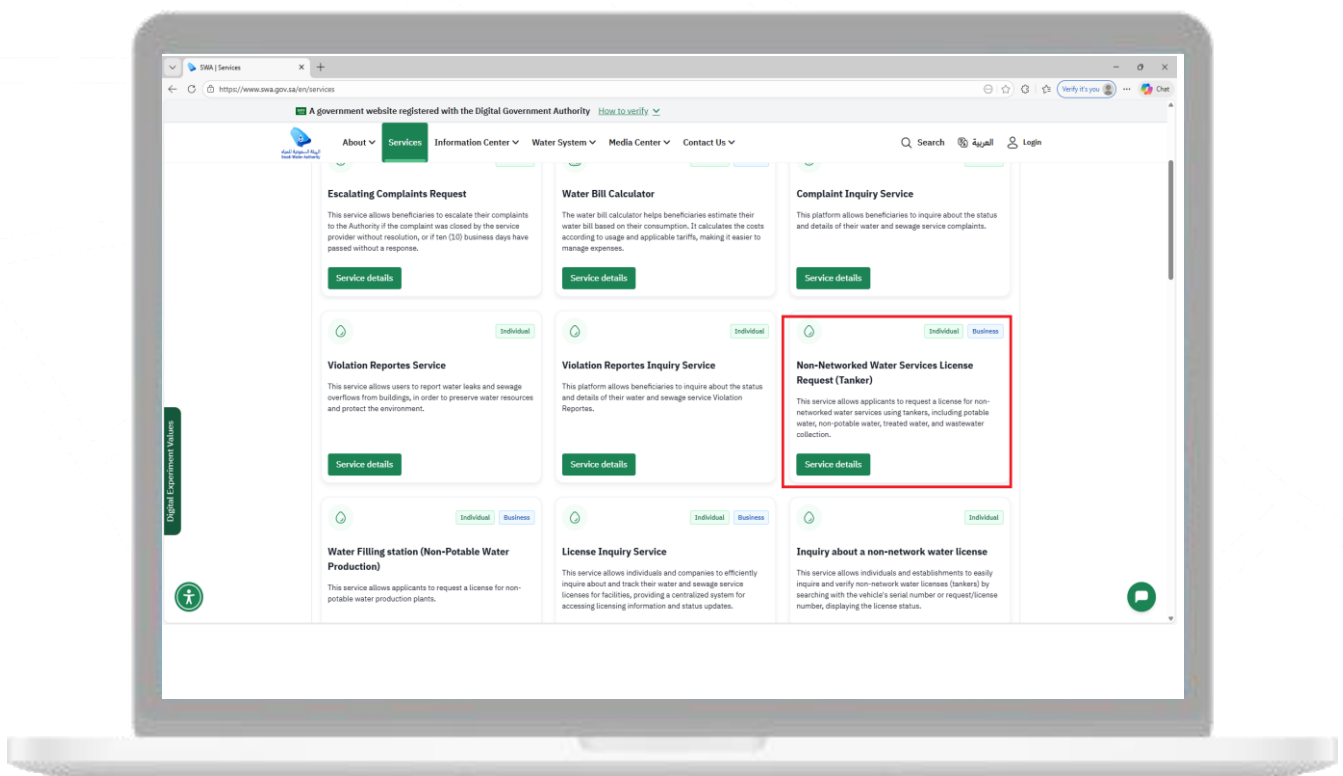 SWA | Services
https://www.swa.gov.sa/en/services
Verify it's you
Chat
A government website registered with the Digital Government Authority How to verify
الهيئة السعودية للمياه
Saudi Water Authority
About
Services
Information Center
Water System
Media Center
Contact Us
Search
العربية
Login
Escalating Complaints Request
This service allows beneficiaries to escalate their complaints
to the Authority if the complaint was closed by the service
provider without resolution, or if ten (10) business days have
passed without a response.
Service details
Water Bill Calculator
The water bill calculator helps beneficiaries estimate their
water bill based on their consumption. It calculates the costs
according to usage and applicable tariffs, making it easier to
manage expenses.
Service details
Complaint Inquiry Service
This platform allows beneficiaries to inquire about the status
and details of their water and sewage service complaints.
Service details
Individual
Violation Reportes Service
This service allows users to report water leaks and sewage
overflows from buildings, in order to preserve water resources
and protect the environment.
Service details
Individual
Violation Reportes Inquiry Service
This platform allows beneficiaries to inquire about the status
and details of their water and sewage service Violation
Reportes.
Service details
Individual
Business
Non-Networked Water Services License
Request (Tanker)
This service allows applicants to request a license for non-
networked water services using tankers, including potable
water, non-potable water, treated water, and wastewater
collection.
Service details
Individual
Business
Water Filling station (Non-Potable Water
Production)
This service allows applicants to request a license for non-
potable water production plants.
Individual
Business
License Inquiry Service
This service allows individuals and companies to efficiently
inquire about and track their water and sewage service
licenses for facilities, providing a centralized system for
accessing licensing information and status updates.
Individual
Inquiry about a non-network water license
This service allows individuals and establishments to easily
inquire and verify non-network water licenses (tankers) by
searching with the vehicle's serial number or request/license
number, displaying the license status.
Digital Experiment Values